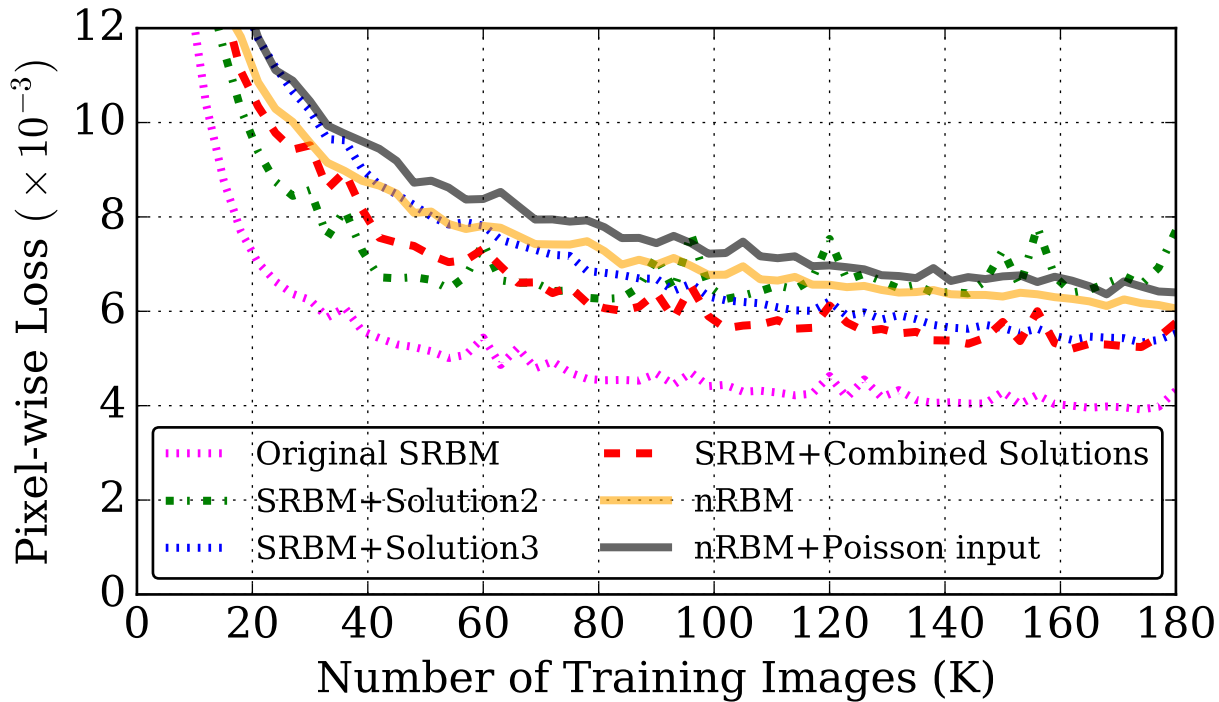 Pixel-wise Loss ( × 10⁻³)
12
10
8
6
4
2
0
Original SRBM
SRBM+Solution2
SRBM+Solution3
SRBM+Combined Solutions
nRBM
nRBM+Poisson input
0 20 40 60 80 100 120 140 160 180
Number of Training Images (K)